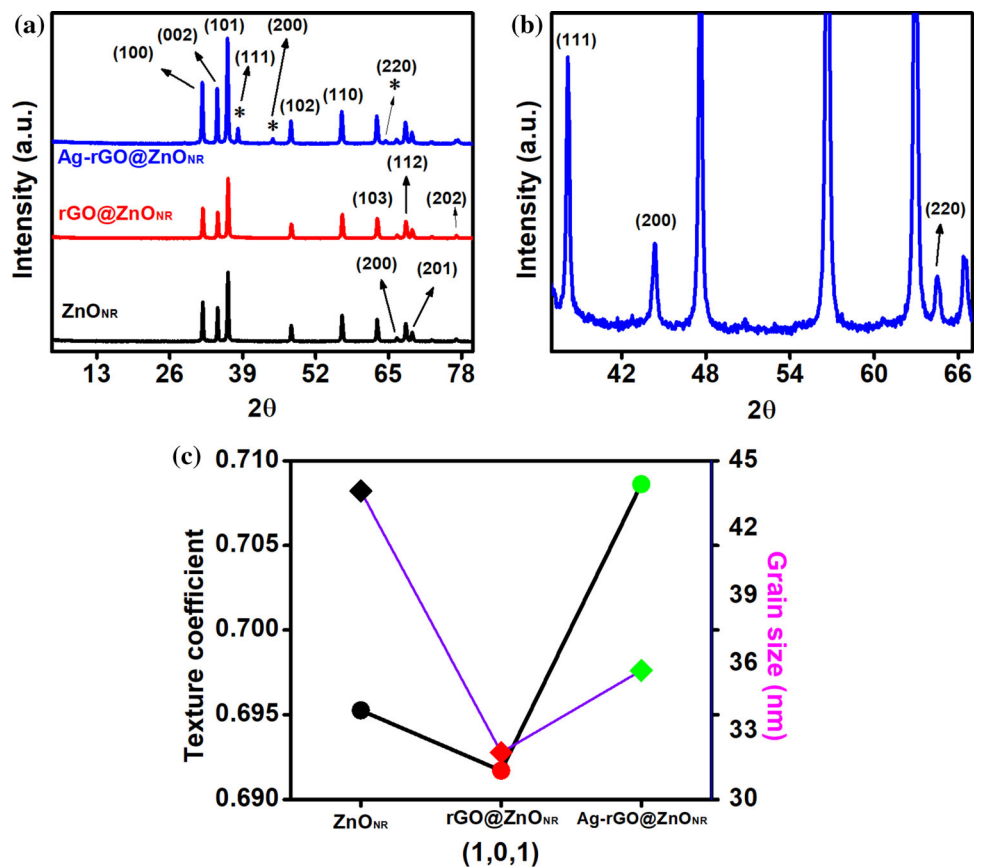 (a)
(101)
(200)
(002)
(111)
(100)
(220)
*
*
*
(102)
(110)
Ag-rGO@ZnONR
(112)
rGO@ZnONR
(103)
(202)
(200)
(201)
ZnONR
Intensity (a.u.)
13 26 39 52 65 78
2θ
(b)
(111)
(200)
(220)
Intensity (a.u.)
42 48 54 60 66
2θ
(c)
0.710
0.705
0.700
0.695
0.690
Texture coefficient
45
42
39
36
33
30
Grain size (nm)
ZnONR rGO@ZnONR Ag-rGO@ZnONR
(1,0,1)